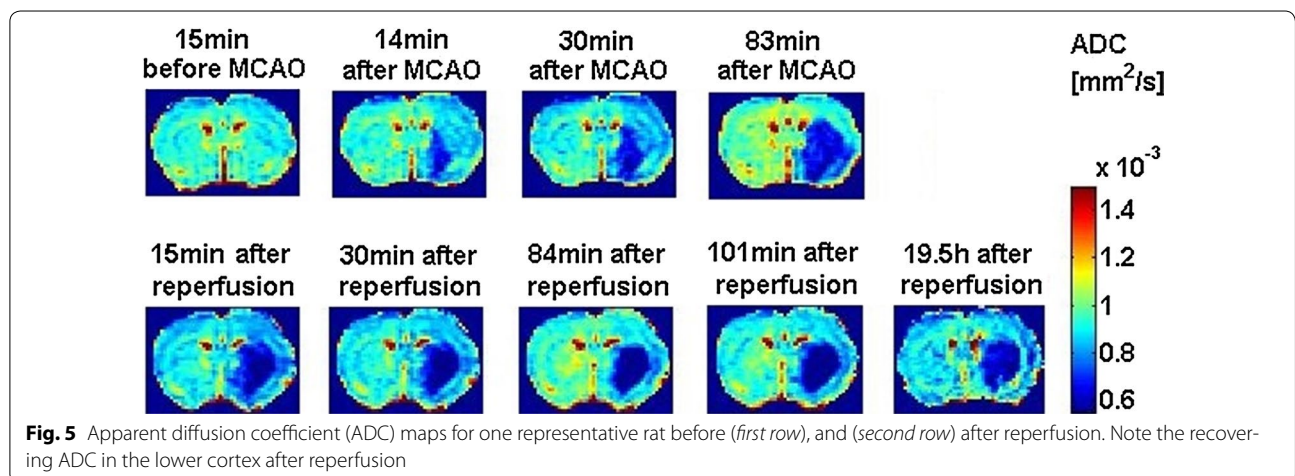 15min before MCAO
14min after MCAO
30min after MCAO
83min after MCAO
ADC
[mm²/s]
x 10⁻³
1.4
1.2
1
0.8
0.6
15min after reperfusion
30min after reperfusion
84min after reperfusion
101min after reperfusion
19.5h after reperfusion
Fig. 5 Apparent diffusion coefficient (ADC) maps for one representative rat before (first row), and (second row) after reperfusion. Note the recover-
ing ADC in the lower cortex after reperfusion